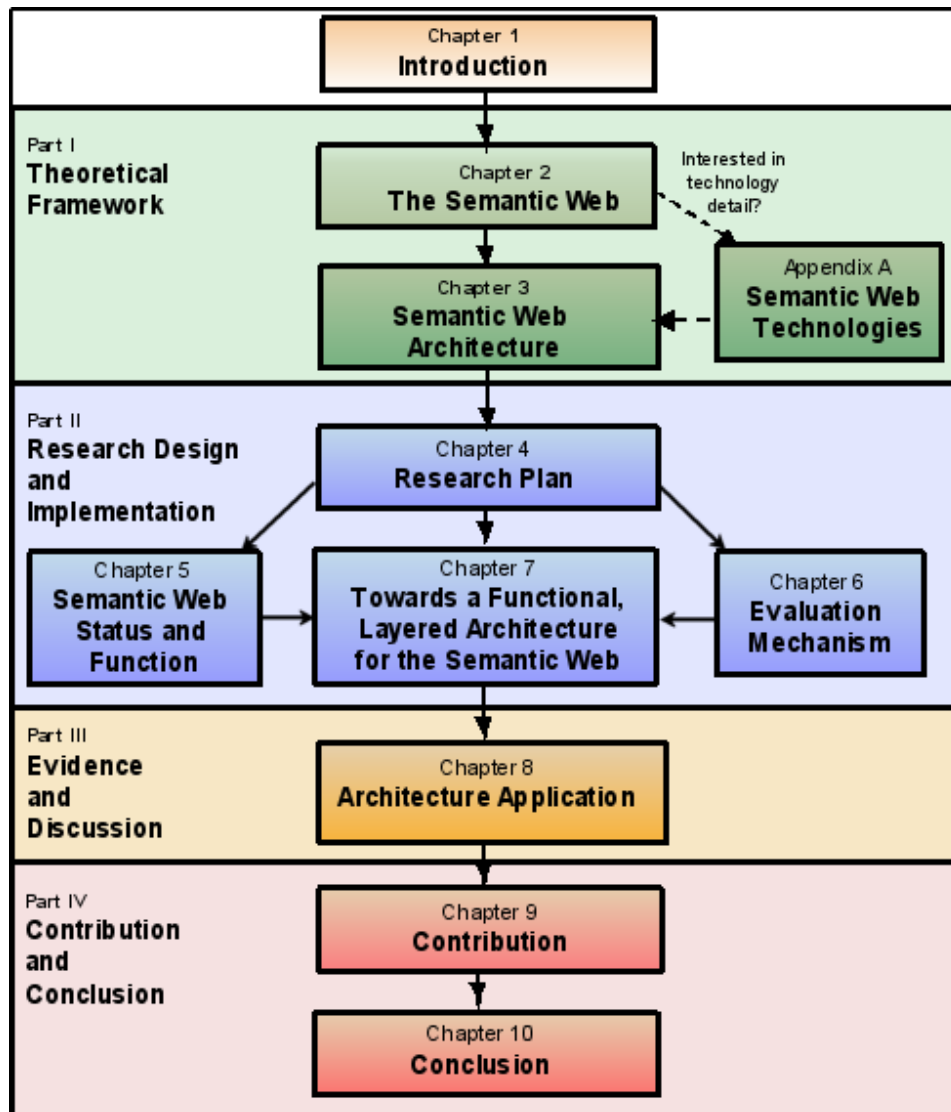 Chapter 1
Introduction
Part I
Theoretical
Framework
Chapter 2
The Semantic Web
Interested in
technology
detail?
Chapter 3
Semantic Web
Architecture
Appendix A
Semantic Web
Technologies
Part II
Research Design
and
Implementation
Chapter 4
Research Plan
Chapter 5
Semantic Web
Status and
Function
Chapter 7
Towards a Functional,
Layered Architecture
for the Semantic Web
Chapter 6
Evaluation
Mechanism
Part III
Evidence
and
Discussion
Chapter 8
Architecture Application
Part IV
Contribution
and
Conclusion
Chapter 9
Contribution
Chapter 10
Conclusion